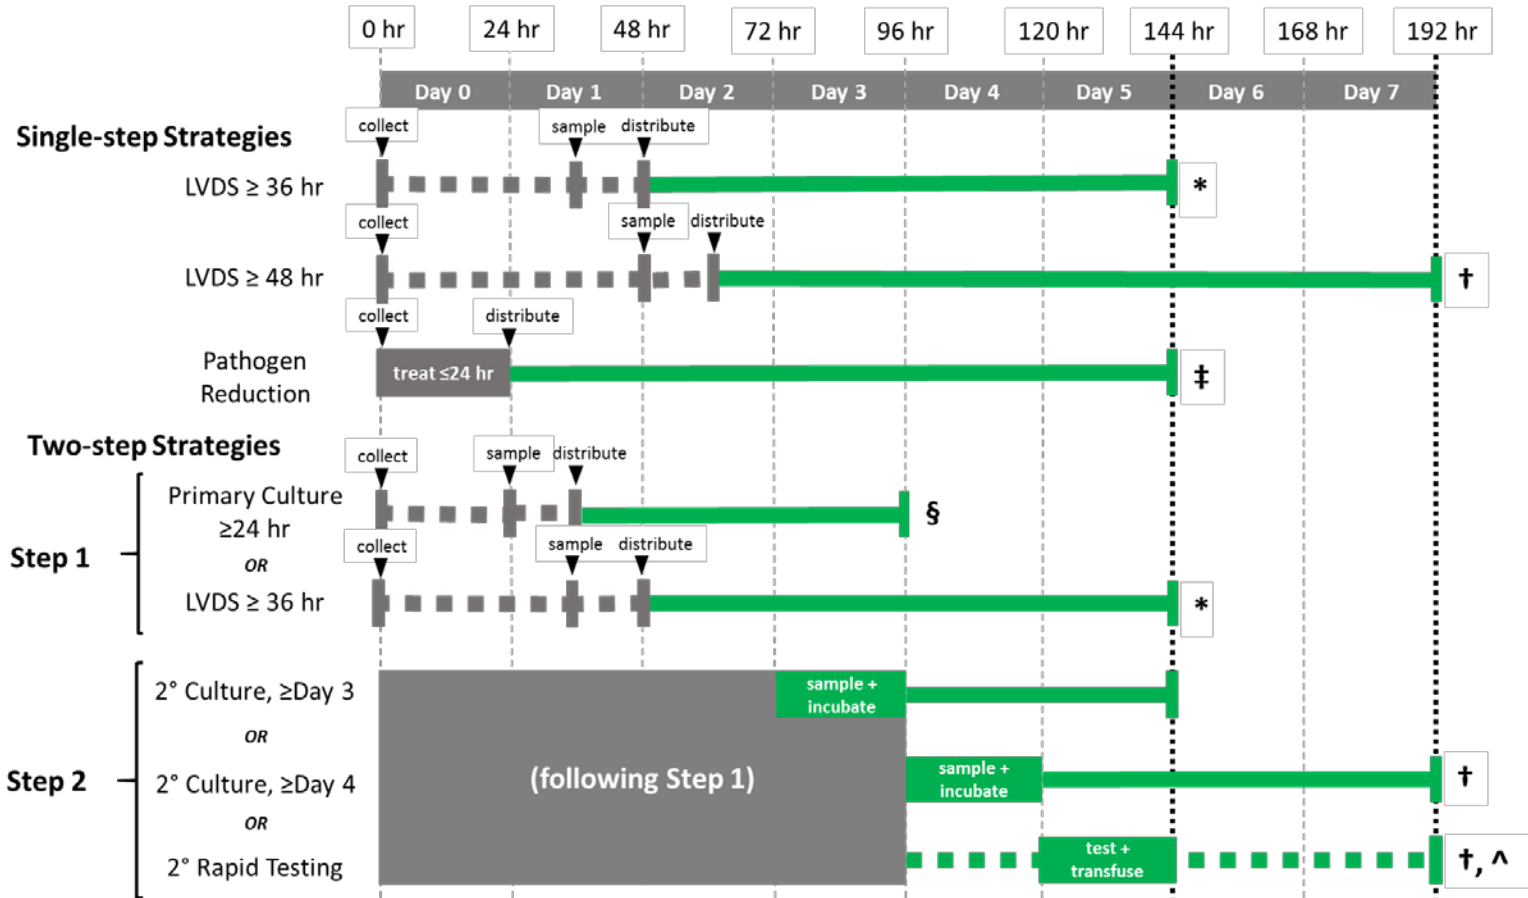 0 hr 24 hr 48 hr 72 hr 96 hr 120 hr 144 hr 168 hr 192 hr
Day 0 Day 1 Day 2 Day 3 Day 4 Day 5 Day 6 Day 7
collect sample distribute
Single-step Strategies
LVDS ≥ 36 hr *
collect sample distribute
LVDS ≥ 48 hr †
collect distribute
Pathogen
Reduction
treat ≤24 hr ‡
Two-step Strategies
collect sample distribute
Primary Culture
≥24 hr
§
collect sample distribute
Step 1
OR
LVDS ≥ 36 hr *
2° Culture, ≥Day 3
sample +
incubate
OR
Step 2
(following Step 1)
2° Culture, ≥Day 4
sample +
incubate
†
OR
2° Rapid Testing
test +
transfuse
†, ^